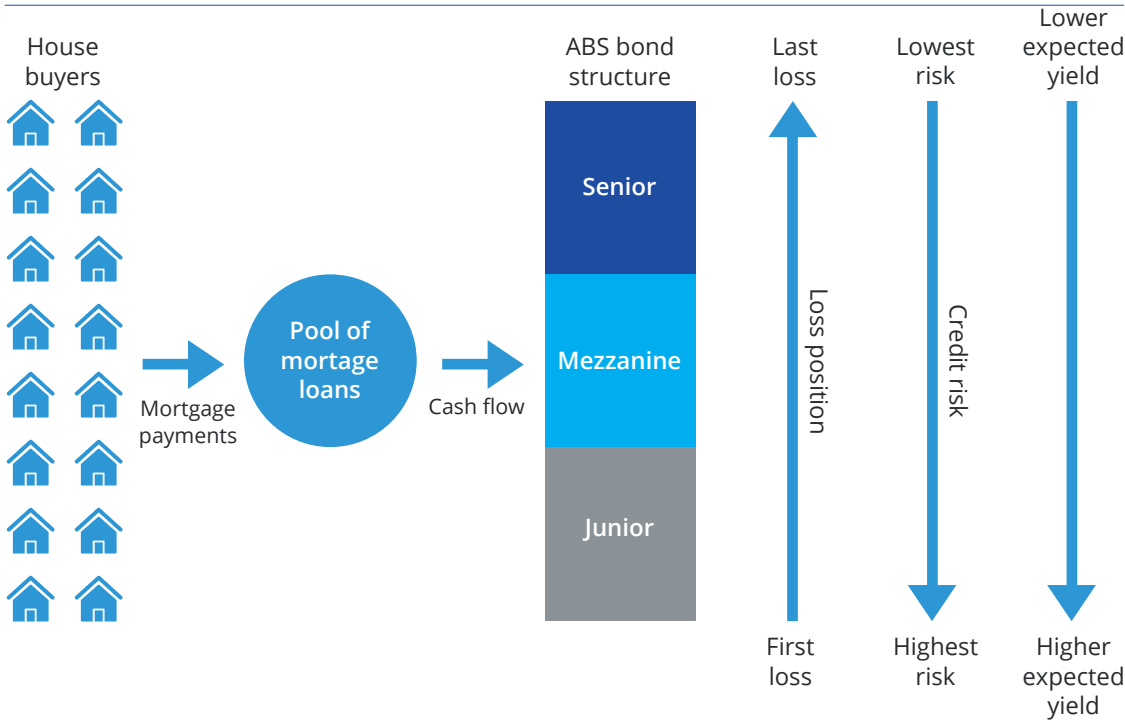 House
buyers
ABS bond
structure
Last
loss
Lowest
risk
Lower
expected
yield
Senior
Mezzanine
Junior
Pool of
mortage
loans
Mortgage
payments
Cash flow
Loss position
Credit risk
First
loss
Highest
risk
Higher
expected
yield